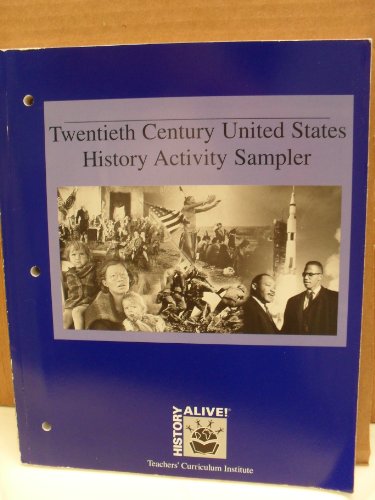 Twentieth Century United States
History Activity Sampler
HISTORY
ALIVE!®
Teachers' Curriculum Institute